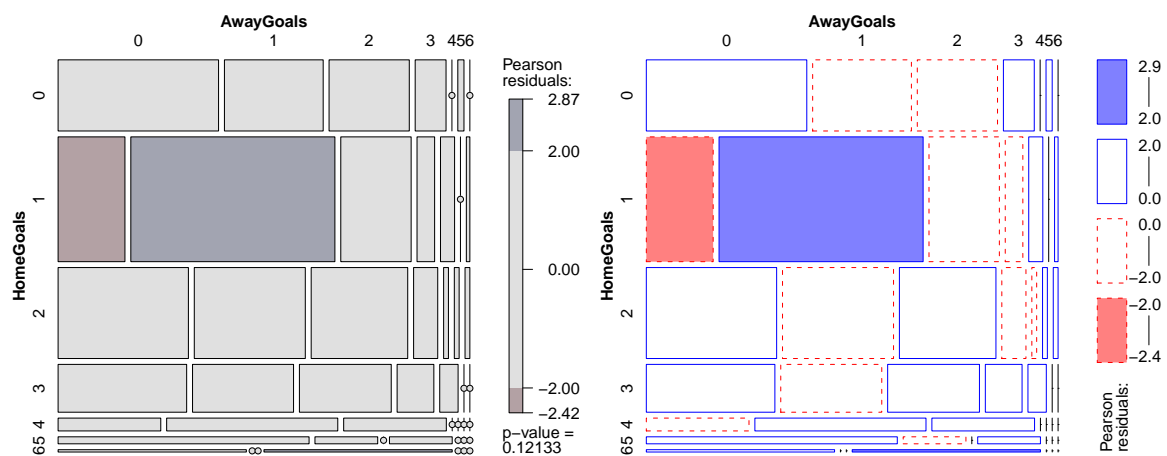 AwayGoals
0 1 2 3 456
HomeGoals
0
1
2
3
4
65
Pearson
residuals:
2.87
2.00
0.00
−2.00
−2.42
p−value =
0.12133
AwayGoals
0 1 2 3 456
HomeGoals
0
1
2
3
4
65
2.9
2.0
2.0
0.0
0.0
−2.0
−2.0
−2.4
Pearson
residuals: